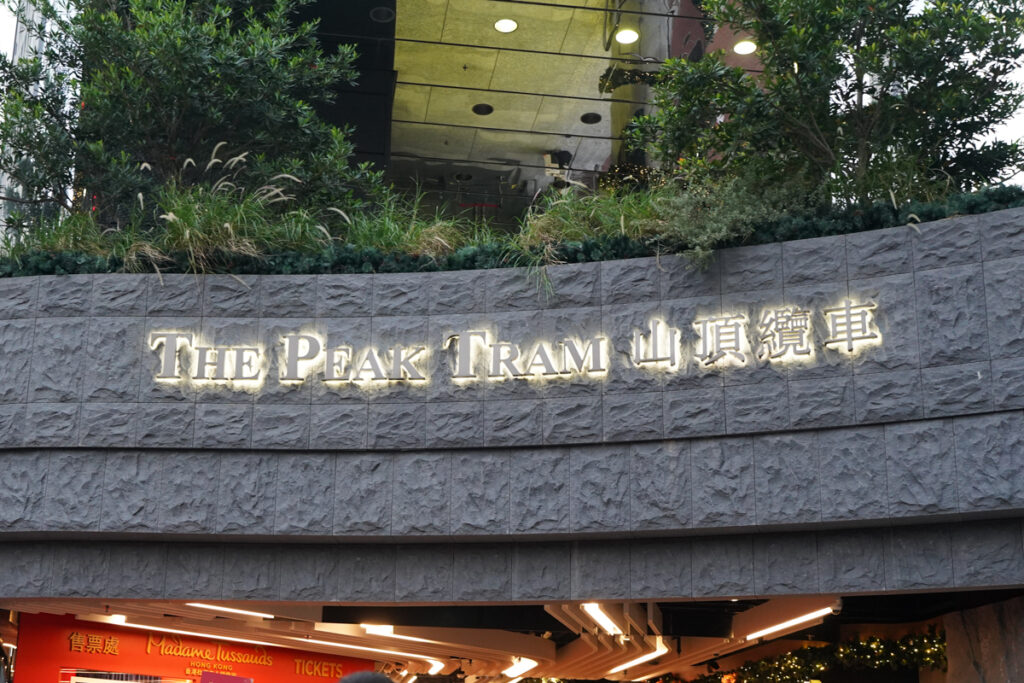 THE PEAK TRAM 山頂纜車
售票處
Madame Tussauds
HONG KONG
TICKETS